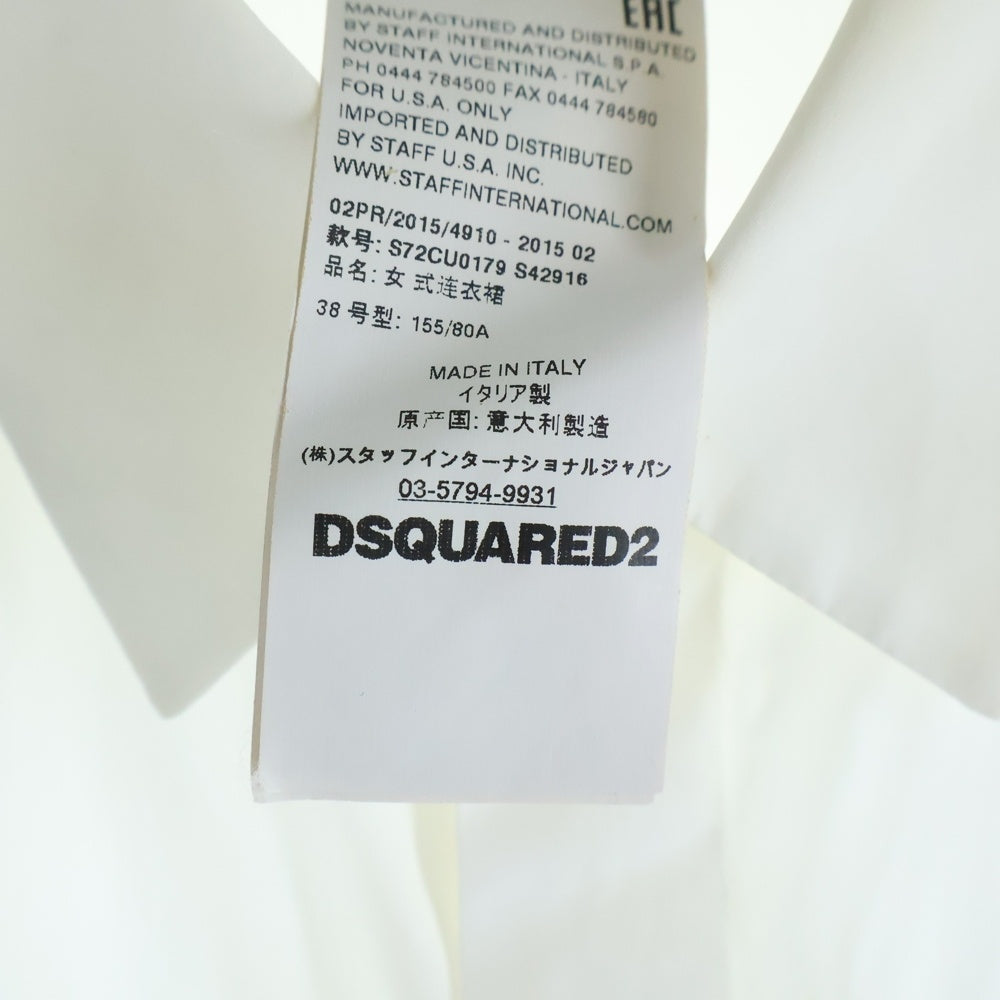 EAC
MANUFACTURED AND DISTRIBUTED
BY STAFF INTERNATIONAL S.P.A.
NOVENTA VICENTINA - ITALY
PH 0444 784500 FAX 0444 784580
FOR U.S.A. ONLY
IMPORTED AND DISTRIBUTED
BY STAFF U.S.A. INC.
WWW.STAFFINTERNATIONAL.COM
02PR/2015/4910 - 2015 02
款号: S72CU0179 S42916
品名: 女 式连衣裙
38 号型: 155/80A
MADE IN ITALY
イタリア製
原产国: 意大利製造
(株)スタッフインターナショナルジャパン
03-5794-9931
DSQUARED2